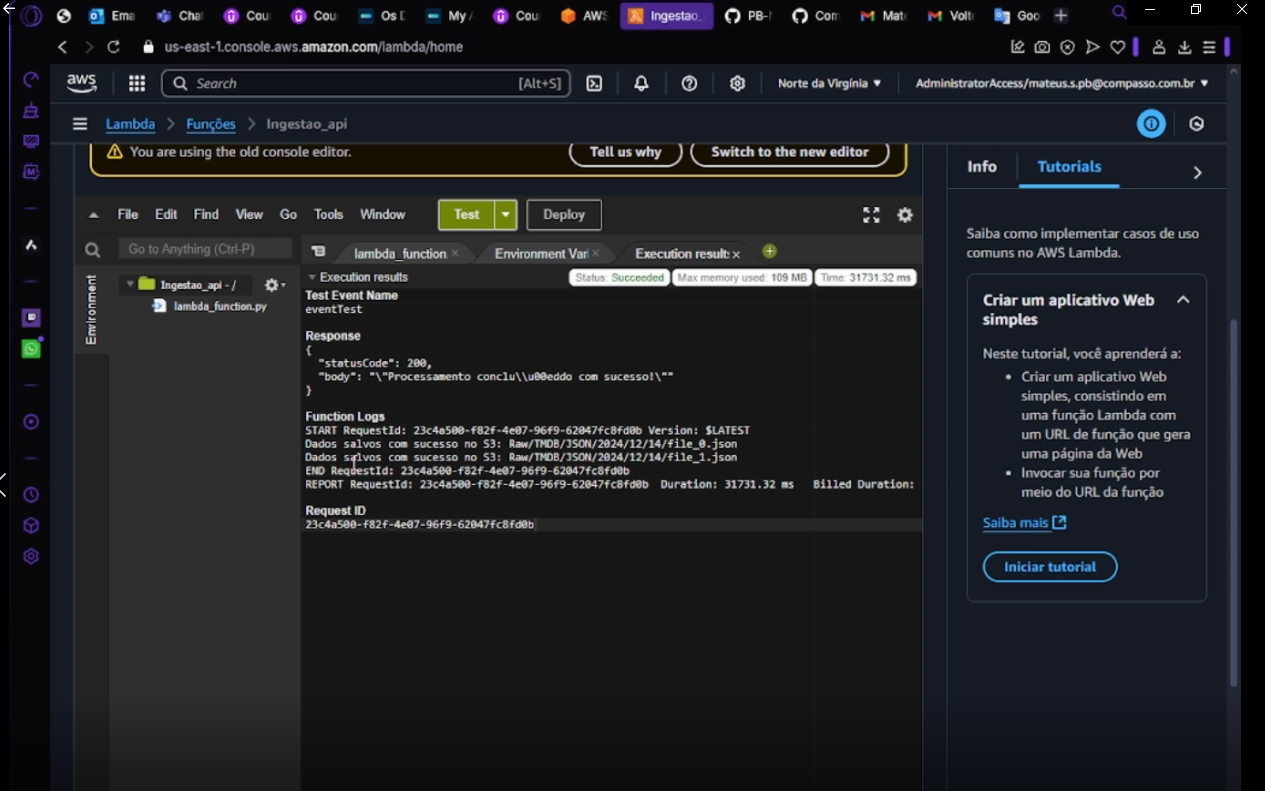 Ema
Chat
Cou
Cou
Os D
My /
Cou
AWS
Ingestao_
PB-
Com
Mate
Volt
Goo
us-east-1.console.aws.amazon.com/lambda/home
aws
Search
[Alt+S]
Norte da Virgínia ▼
AdministratorAccess/mateus.s.pb@compasso.com.br ▼
Lambda > Funções > Ingestao_api
You are using the old console editor.
Tell us why
Switch to the new editor
Info
Tutorials
File Edit Find View Go Tools Window
Test
Deploy
Go to Anything (Ctrl-P)
lambda_function ×
Environment Vari ×
Execution result: ×
Environment
Ingestao_api - /
lambda_function.py
Execution results
Status: Succeeded
Max memory used: 109 MB
Time: 31731.32 ms
Test Event Name
eventTest
Response
{
"statusCode": 200,
"body": "\"Processamento conclu\\u00eddo com sucesso!\""
}
Function Logs
START RequestId: 23c4a500-f82f-4e07-96f9-62047fc8fd0b Version: $LATEST
Dados salvos com sucesso no S3: Raw/TMDB/JSON/2024/12/14/file_0.json
Dados salvos com sucesso no S3: Raw/TMDB/JSON/2024/12/14/file_1.json
END RequestId: 23c4a500-f82f-4e07-96f9-62047fc8fd0b
REPORT RequestId: 23c4a500-f82f-4e07-96f9-62047fc8fd0b Duration: 31731.32 ms Billed Duration:
Request ID
23c4a500-f82f-4e07-96f9-62047fc8fd0b
Saiba como implementar casos de uso
comuns no AWS Lambda.
Criar um aplicativo Web
simples
Neste tutorial, você aprenderá a:
• Criar um aplicativo Web
simples, consistindo em
uma função Lambda com
um URL de função que gera
uma página da Web
• Invocar sua função por
meio do URL da função
Saiba mais
Iniciar tutorial